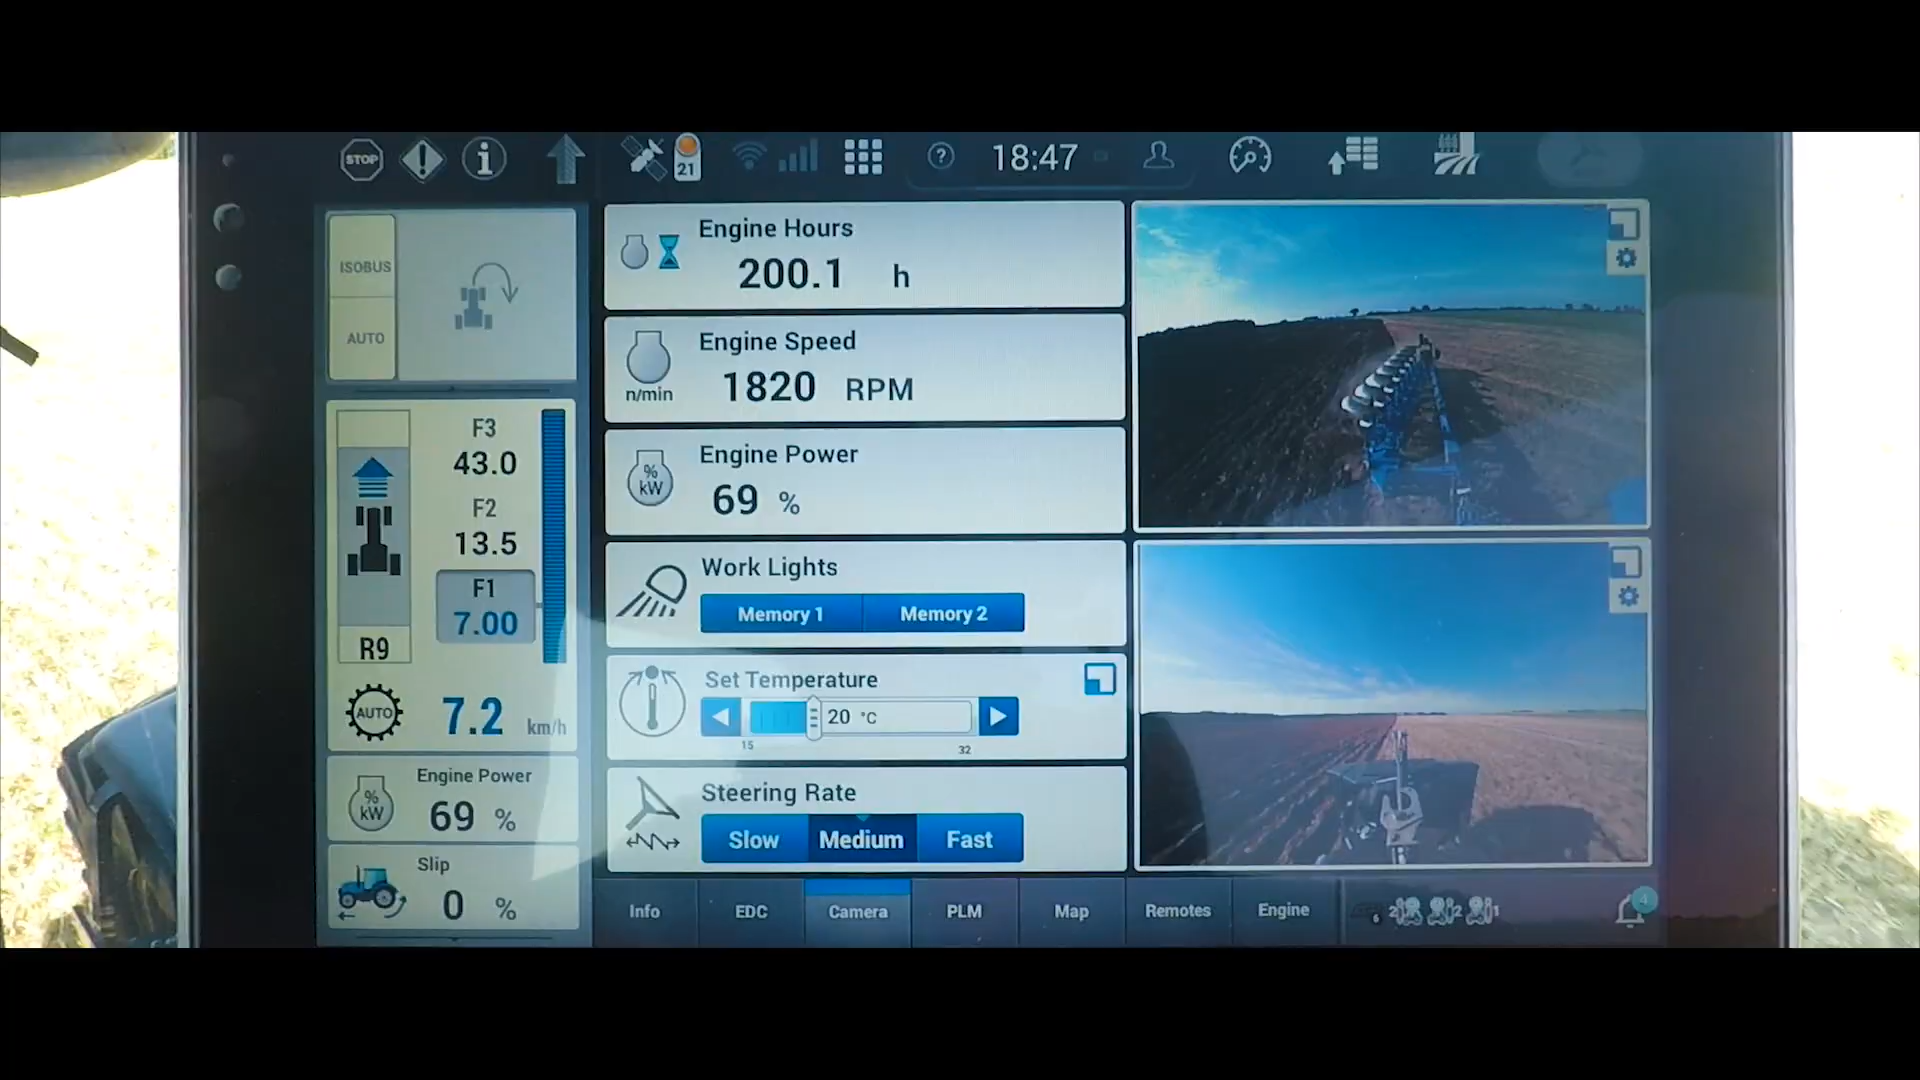 STOP
21
18:47
ISOBUS
AUTO
F3
43.0
F2
13.5
F1
7.00
R9
AUTO
7.2 km/h
Engine Power
% kW
69 %
Slip
0 %
Engine Hours
200.1 h
Engine Speed
n/min
1820 RPM
Engine Power
% kW
69 %
Work Lights
Memory 1 Memory 2
Set Temperature
20 °C
15 32
Steering Rate
Slow Medium Fast
Info EDC Camera PLM Map Remotes Engine
4